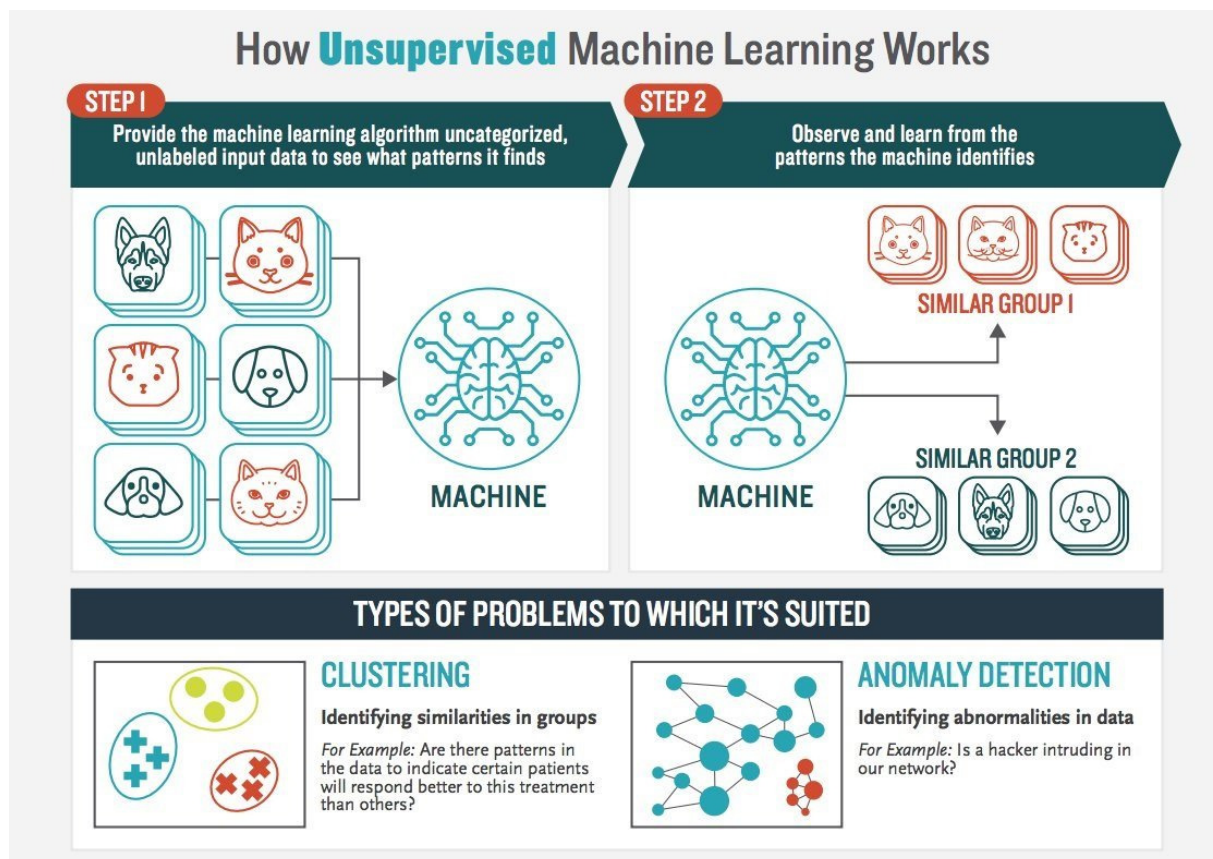 How Unsupervised Machine Learning Works
STEP 1
Provide the machine learning algorithm uncategorized,
unlabeled input data to see what patterns it finds
MACHINE
STEP 2
Observe and learn from the
patterns the machine identifies
SIMILAR GROUP 1
MACHINE
SIMILAR GROUP 2
TYPES OF PROBLEMS TO WHICH IT'S SUITED
CLUSTERING
Identifying similarities in groups
For Example: Are there patterns in
the data to indicate certain patients
will respond better to this treatment
than others?
ANOMALY DETECTION
Identifying abnormalities in data
For Example: Is a hacker intruding in
our network?